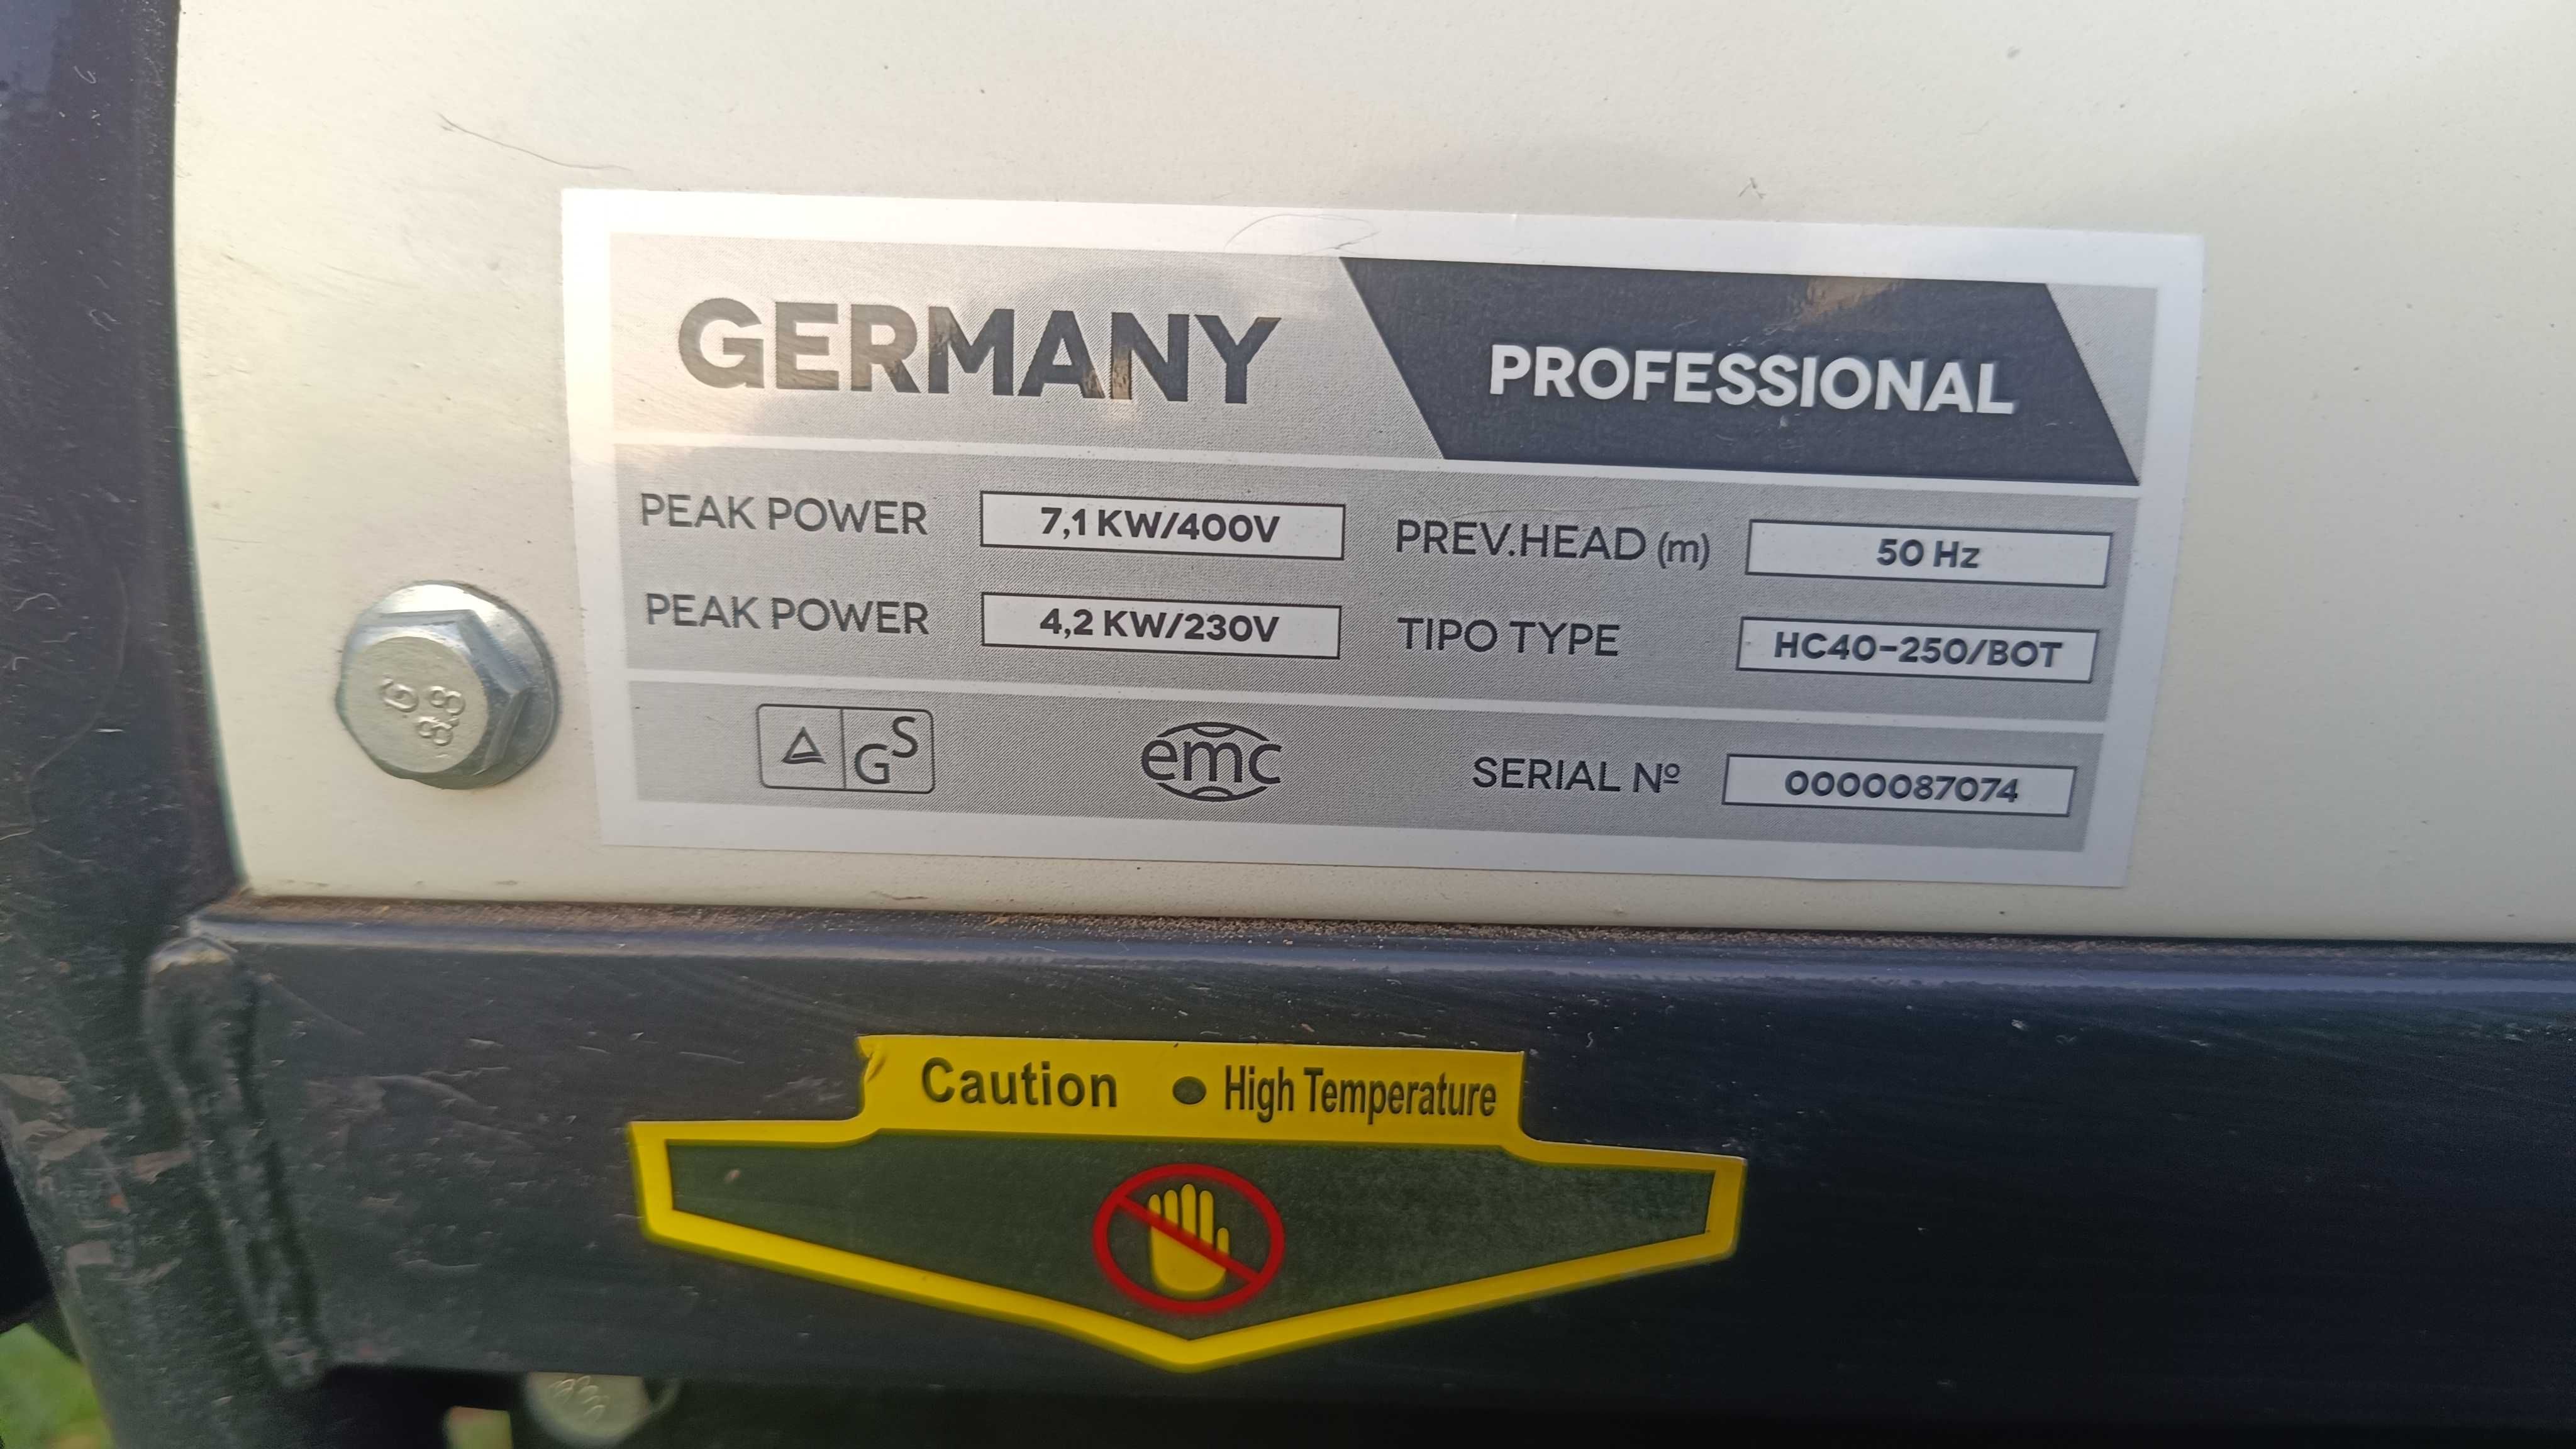 GERMANY PROFESSIONAL
PEAK POWER 7,1 KW/400V PREV.HEAD (m) 50 Hz
PEAK POWER 4,2 KW/230V TIPO TYPE HC40-250/BOT
GS emc SERIAL Nº 0000087074
G 8.8
Caution ● High Temperature